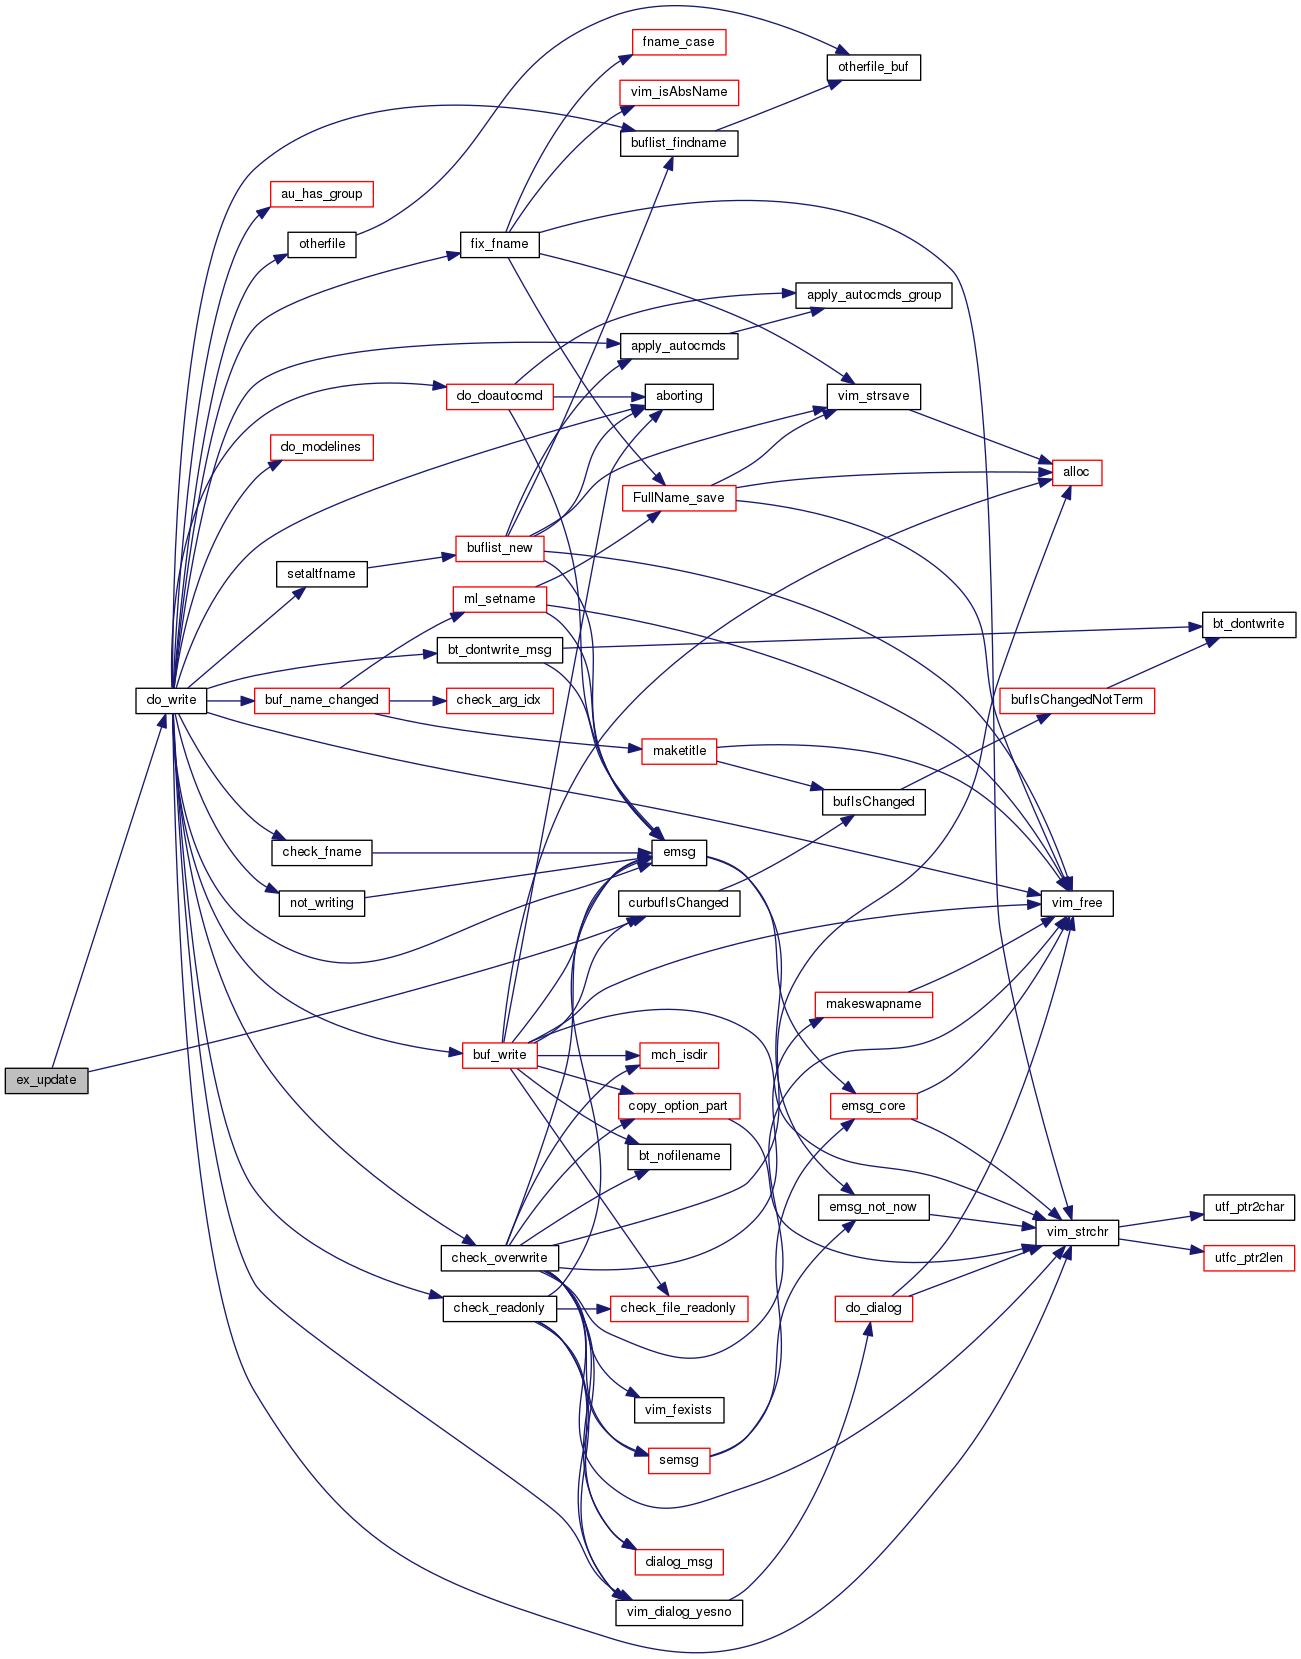 fname_case
otherfile_buf
vim_isAbsName
buflist_findname
au_has_group
otherfile
fix_fname
apply_autocmds_group
apply_autocmds
do_doautocmd
aborting
vim_strsave
do_modelines
alloc
FullName_save
buflist_new
setaltfname
ml_setname
bt_dontwrite
bt_dontwrite_msg
do_write
buf_name_changed
check_arg_idx
bufIsChangedNotTerm
maketitle
bufIsChanged
check_fname
emsg
not_writing
curbufIsChanged
vim_free
makeswapname
buf_write
mch_isdir
ex_update
copy_option_part
emsg_core
bt_nofilename
emsg_not_now
utf_ptr2char
vim_strchr
check_overwrite
utfc_ptr2len
check_readonly
check_file_readonly
do_dialog
vim_fexists
semsg
dialog_msg
vim_dialog_yesno